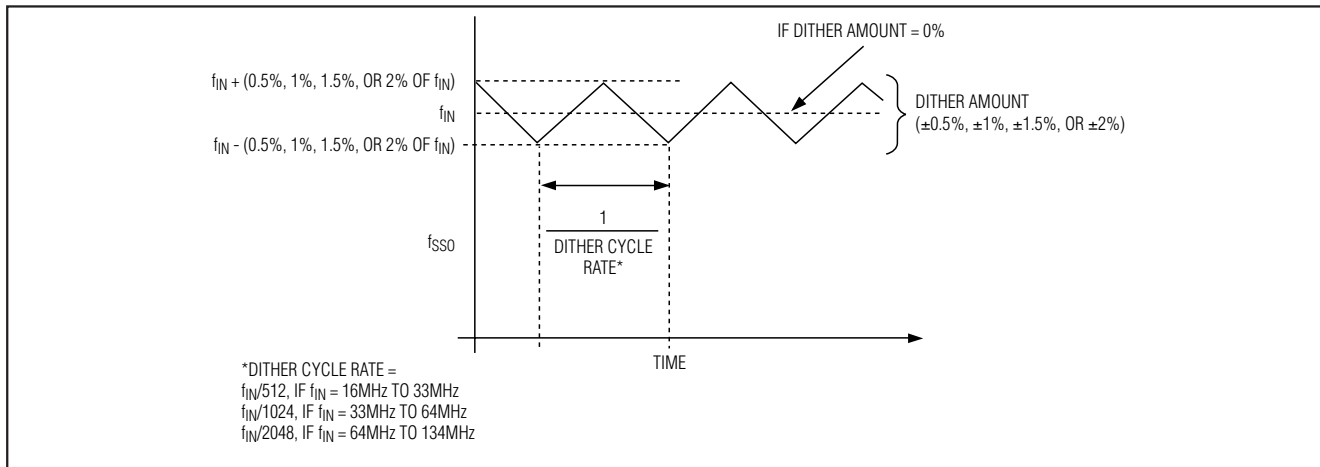 IF DITHER AMOUNT = 0%
fIN + (0.5%, 1%, 1.5%, OR 2% OF fIN)
fIN
fIN - (0.5%, 1%, 1.5%, OR 2% OF fIN)
DITHER AMOUNT
(±0.5%, ±1%, ±1.5%, OR ±2%)
fSSO
1
DITHER CYCLE
RATE*
TIME
*DITHER CYCLE RATE =
fIN/512, IF fIN = 16MHz TO 33MHz
fIN/1024, IF fIN = 33MHz TO 64MHz
fIN/2048, IF fIN = 64MHz TO 134MHz